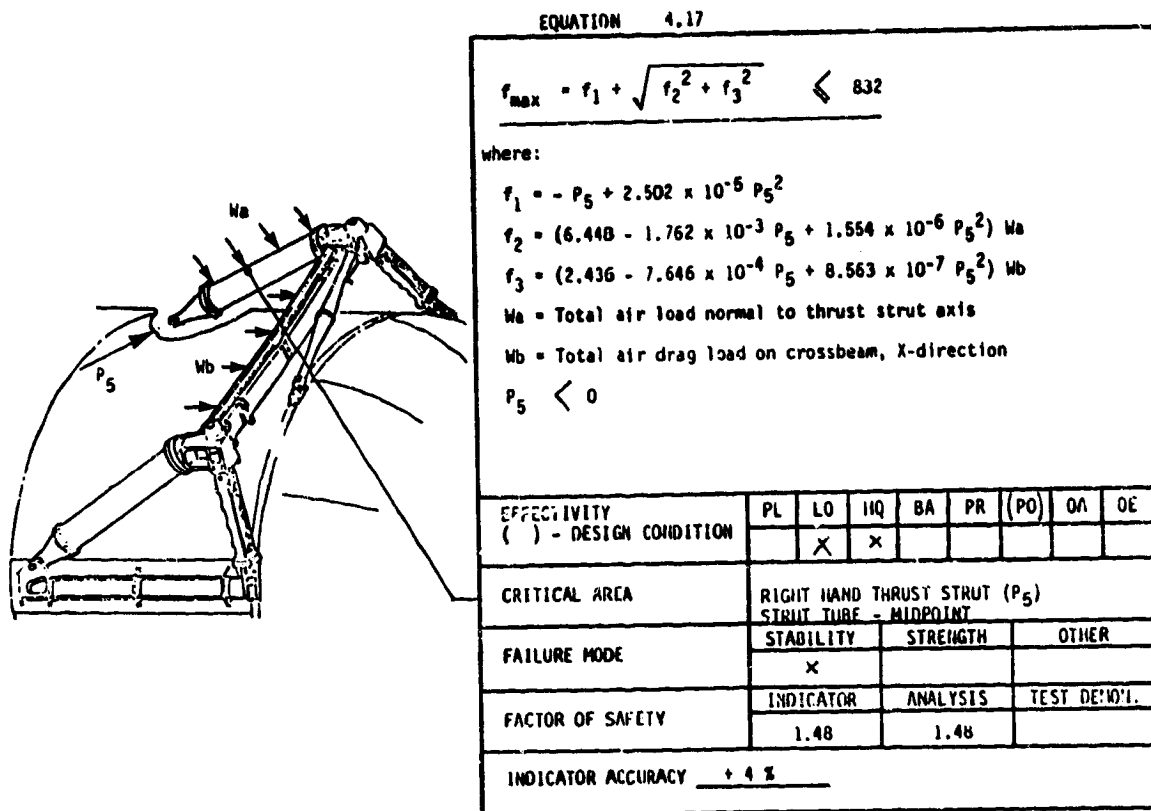 EQUATION 4.17
f_max = f_1 + √(f_2^2 + f_3^2) < 832
where:
f_1 = - P_5 + 2.502 x 10^-5 P_5^2
f_2 = (6.448 - 1.762 x 10^-3 P_5 + 1.554 x 10^-6 P_5^2) Wa
f_3 = (2.436 - 7.646 x 10^-4 P_5 + 8.563 x 10^-7 P_5^2) Wb
Wa = Total air load normal to thrust strut axis
Wb = Total air drag load on crossbeam, X-direction
P_5 < 0
Wa
Wb
P_5
EFFECTIVITY
( ) - DESIGN CONDITION
PL LO HQ BA PR (PO) OA OE
X X
CRITICAL AREA
RIGHT HAND THRUST STRUT (P_5)
STRUT TUBE - MIDPOINT
FAILURE MODE
STABILITY STRENGTH OTHER
X
FACTOR OF SAFETY
INDICATOR ANALYSIS TEST
1.48 1.48
INDICATOR ACCURACY + 4 %